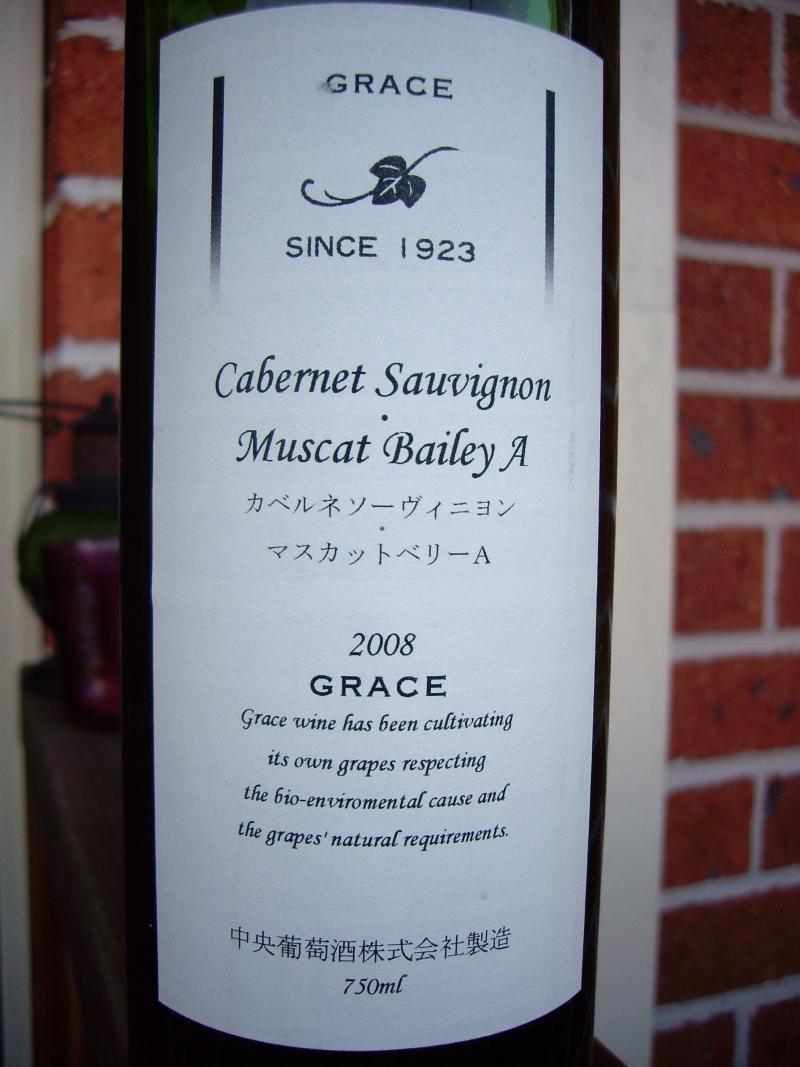 GRACE
SINCE 1923
Cabernet Sauvignon
・
Muscat Bailey A
カベルネソーヴィニヨン
・
マスカットベリーA
2008
GRACE
Grace wine has been cultivating
its own grapes respecting
the bio-enviromental cause and
the grapes' natural requirements.
中央葡萄酒株式会社製造
750ml